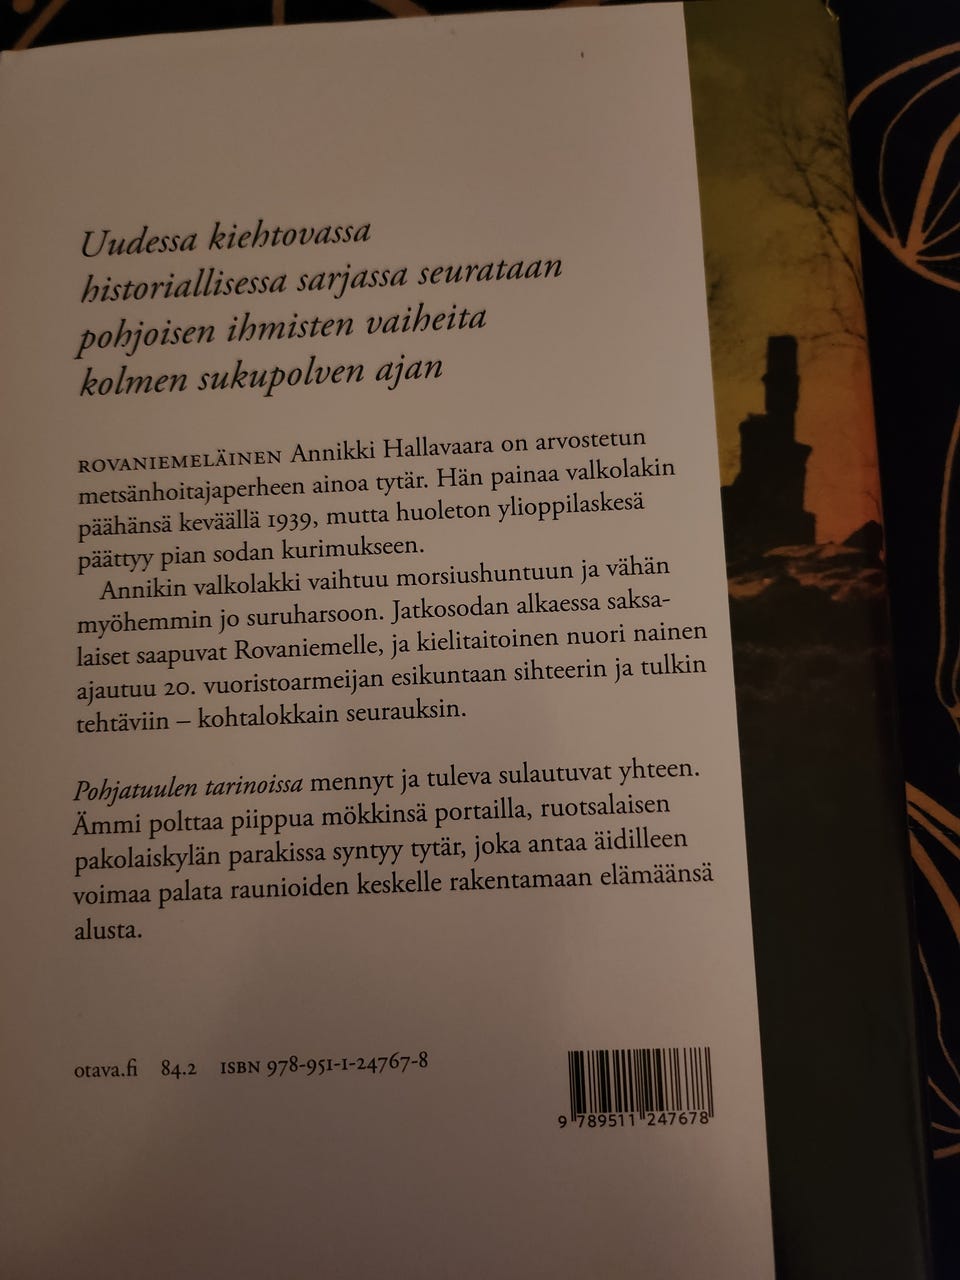 Uudessa kiehtovassa
historiallisessa sarjassa seurataan
pohjoisen ihmisten vaiheita
kolmen sukupolven ajan
ROVANIEMELÄINEN Annikki Hallavaara on arvostetun
metsänhoitajaperheen ainoa tytär. Hän painaa valkolakin
päähänsä keväällä 1939, mutta huoleton ylioppilaskesä
päättyy pian sodan kurimukseen.
Annikin valkolakki vaihtuu morsiushuntuun ja vähän
myöhemmin jo suruharsoon. Jatkosodan alkaessa saksa-
laiset saapuvat Rovaniemelle, ja kielitaitoinen nuori nainen
ajautuu 20. vuoristoarmeijan esikuntaan sihteerin ja tulkin
tehtäviin – kohtalokkain seurauksin.
Pohjatuulen tarinoissa mennyt ja tuleva sulautuvat yhteen.
Ämmi polttaa piippua mökkinsä portailla, ruotsalaisen
pakolaiskylän parakissa syntyy tytär, joka antaa äidilleen
voimaa palata raunioiden keskelle rakentamaan elämäänsä
alusta.
otava.fi 84.2 ISBN 978-951-1-24767-8
9 789511 247678